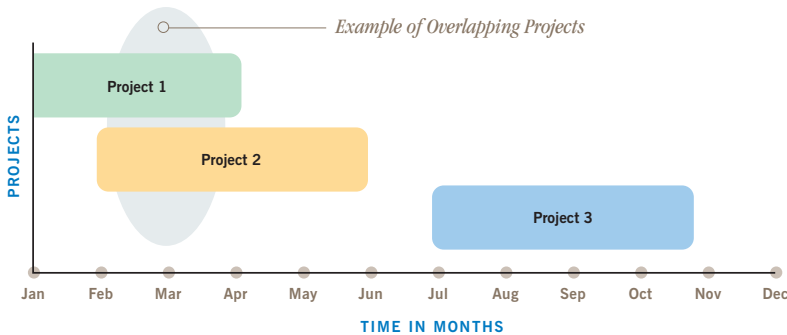 Example of Overlapping Projects
Project 1
Project 2
Project 3
PROJECTS
Jan Feb Mar Apr May Jun Jul Aug Sep Oct Nov Dec
TIME IN MONTHS